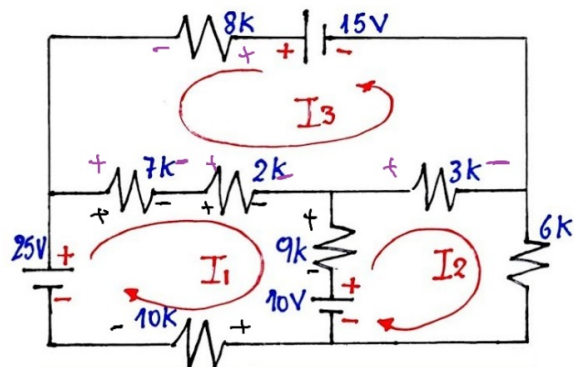 8k 15V
- + + -
I3
+ 7k - + 2k - + 3k -
+ - + - +
25V + 9k 6k
I1 - I2
- 10V +
- 10k + -